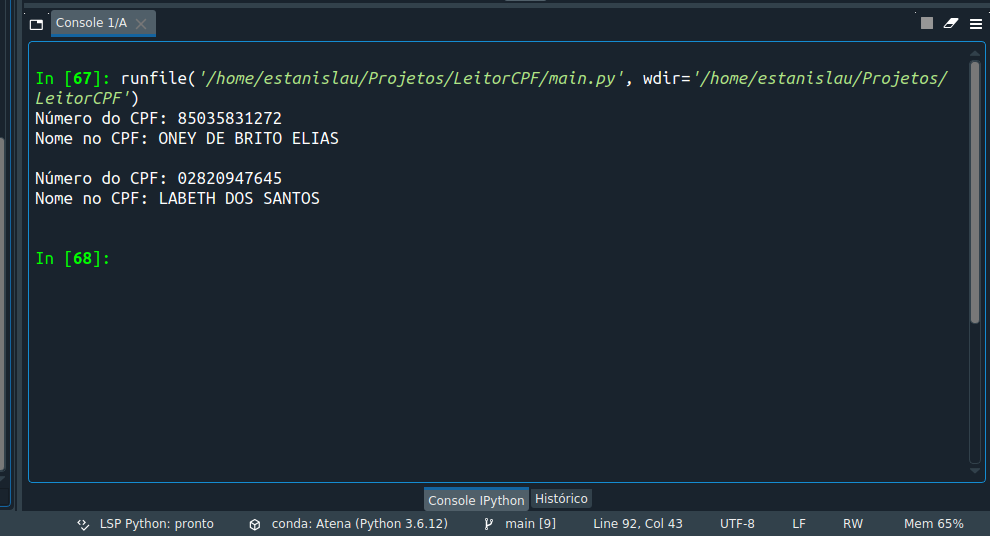 Console 1/A
In [67]: runfile('/home/estanislau/Projetos/LeitorCPF/main.py', wdir='/home/estanislau/Projetos/
LeitorCPF')
Número do CPF: 85035831272
Nome no CPF: ONEY DE BRITO ELIAS
Número do CPF: 02820947645
Nome no CPF: LABETH DOS SANTOS
In [68]:
Console IPython Histórico
LSP Python: pronto conda: Atena (Python 3.6.12) main [9] Line 92, Col 43 UTF-8 LF RW Mem 65%